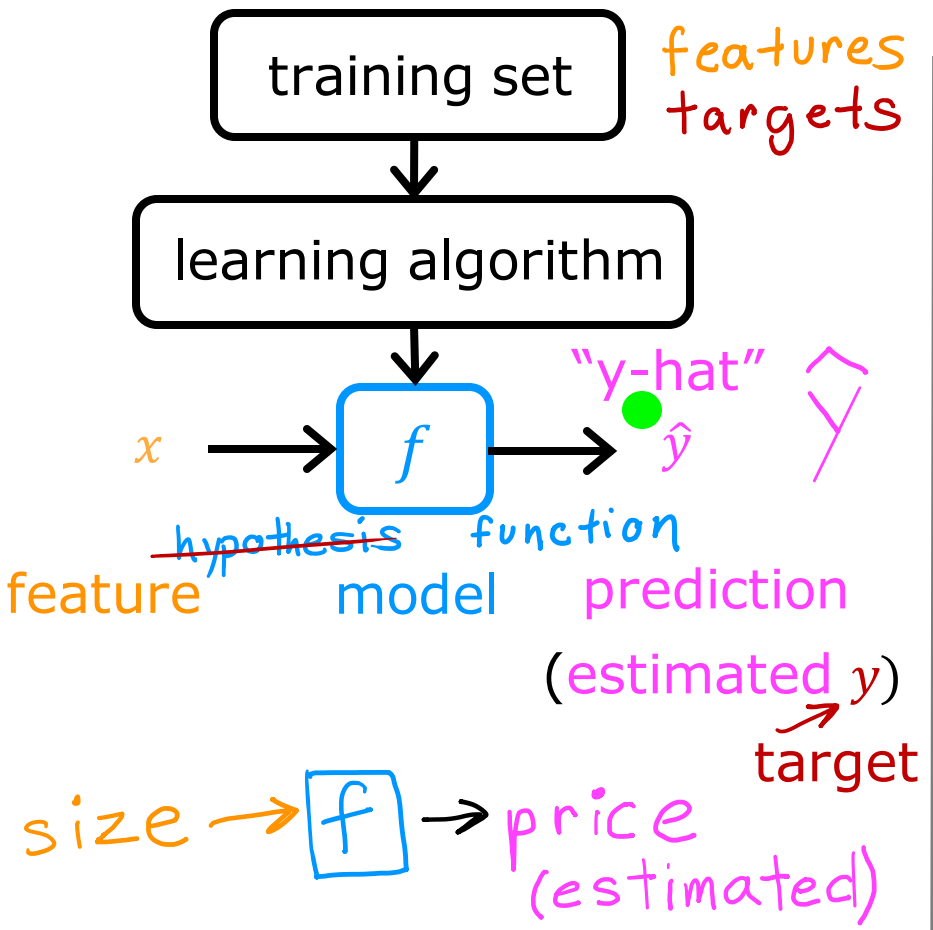 training set
features
targets
learning algorithm
“y-hat”
ŷ
x
f
ŷ
hypothesis
function
feature
model
prediction
(estimated y)
target
size
f
price
(estimated)